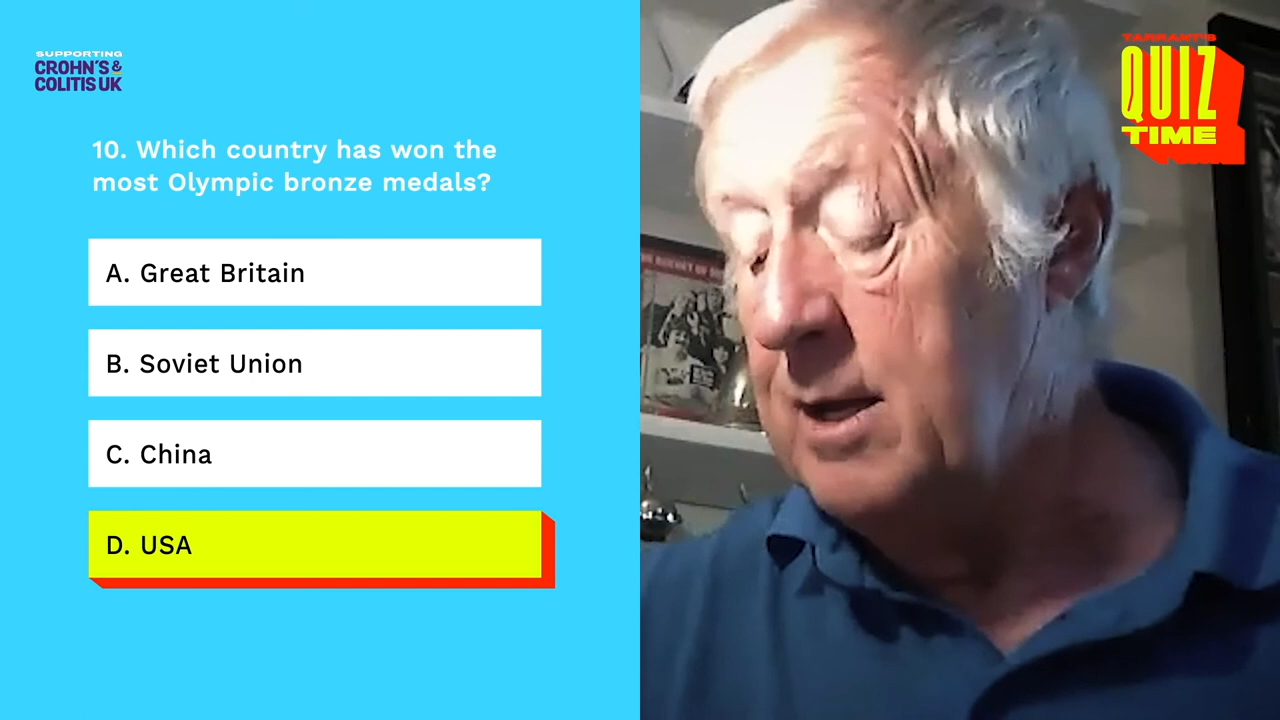 SUPPORTING
CROHN'S &
COLITIS UK
10. Which country has won the
most Olympic bronze medals?
A. Great Britain
B. Soviet Union
C. China
D. USA
TARRANT'S
QUIZ
TIME